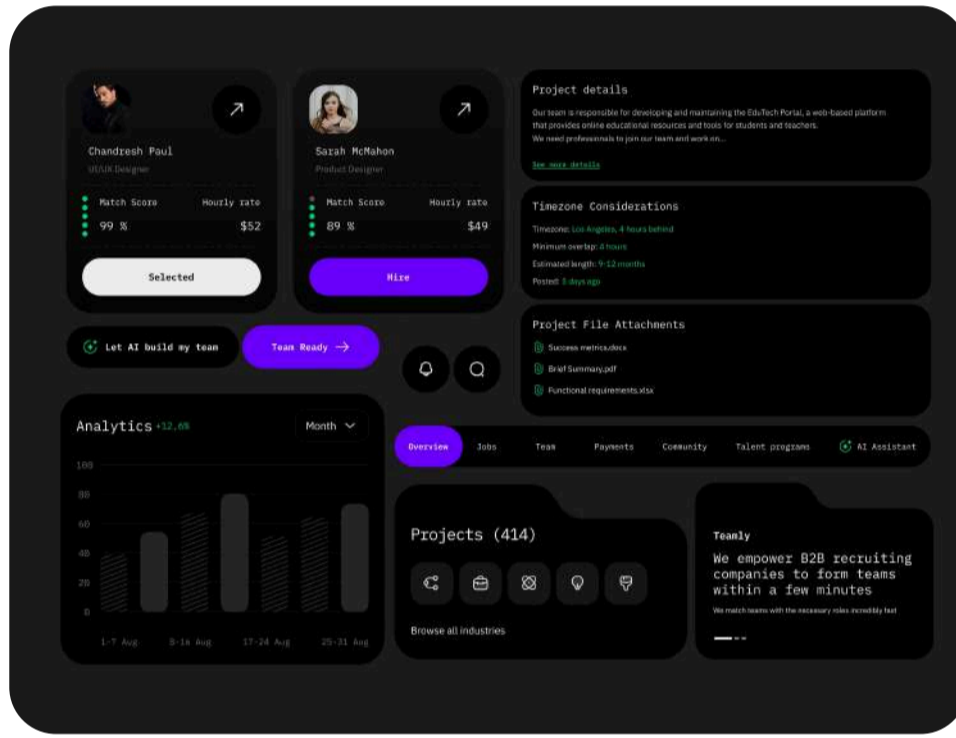 Chandresh Paul
UI/UX Designer
Match Score
Hourly rate
99 %
$52
Selected
Sarah McMahon
Product Designer
Match Score
Hourly rate
89 %
$49
Hire
Let AI build my team
Team Ready
Project details
Our team is responsible for developing and maintaining the EduTech Portal, a web-based platform
that provides online educational resources and tools for students and teachers.
We need professionals to join our team and work on...
See more details
Timezone Considerations
Timezone: Los Angeles, 4 hours behind
Minimum overlap: 4 hours
Estimated length: 9-12 months
Posted: 3 days ago
Project File Attachments
Success metrics.docx
Brief Summary.pdf
Functional requirements.xlsx
Analytics +12,6%
Month
100
80
60
40
20
0
1-7 Aug
8-16 Aug
17-24 Aug
25-31 Aug
Overview
Jobs
Team
Payments
Community
Talent programs
AI Assistant
Projects (414)
Browse all industries
Teamly
We empower B2B recruiting
companies to form teams
within a few minutes
We match teams with the necessary roles incredibly fast